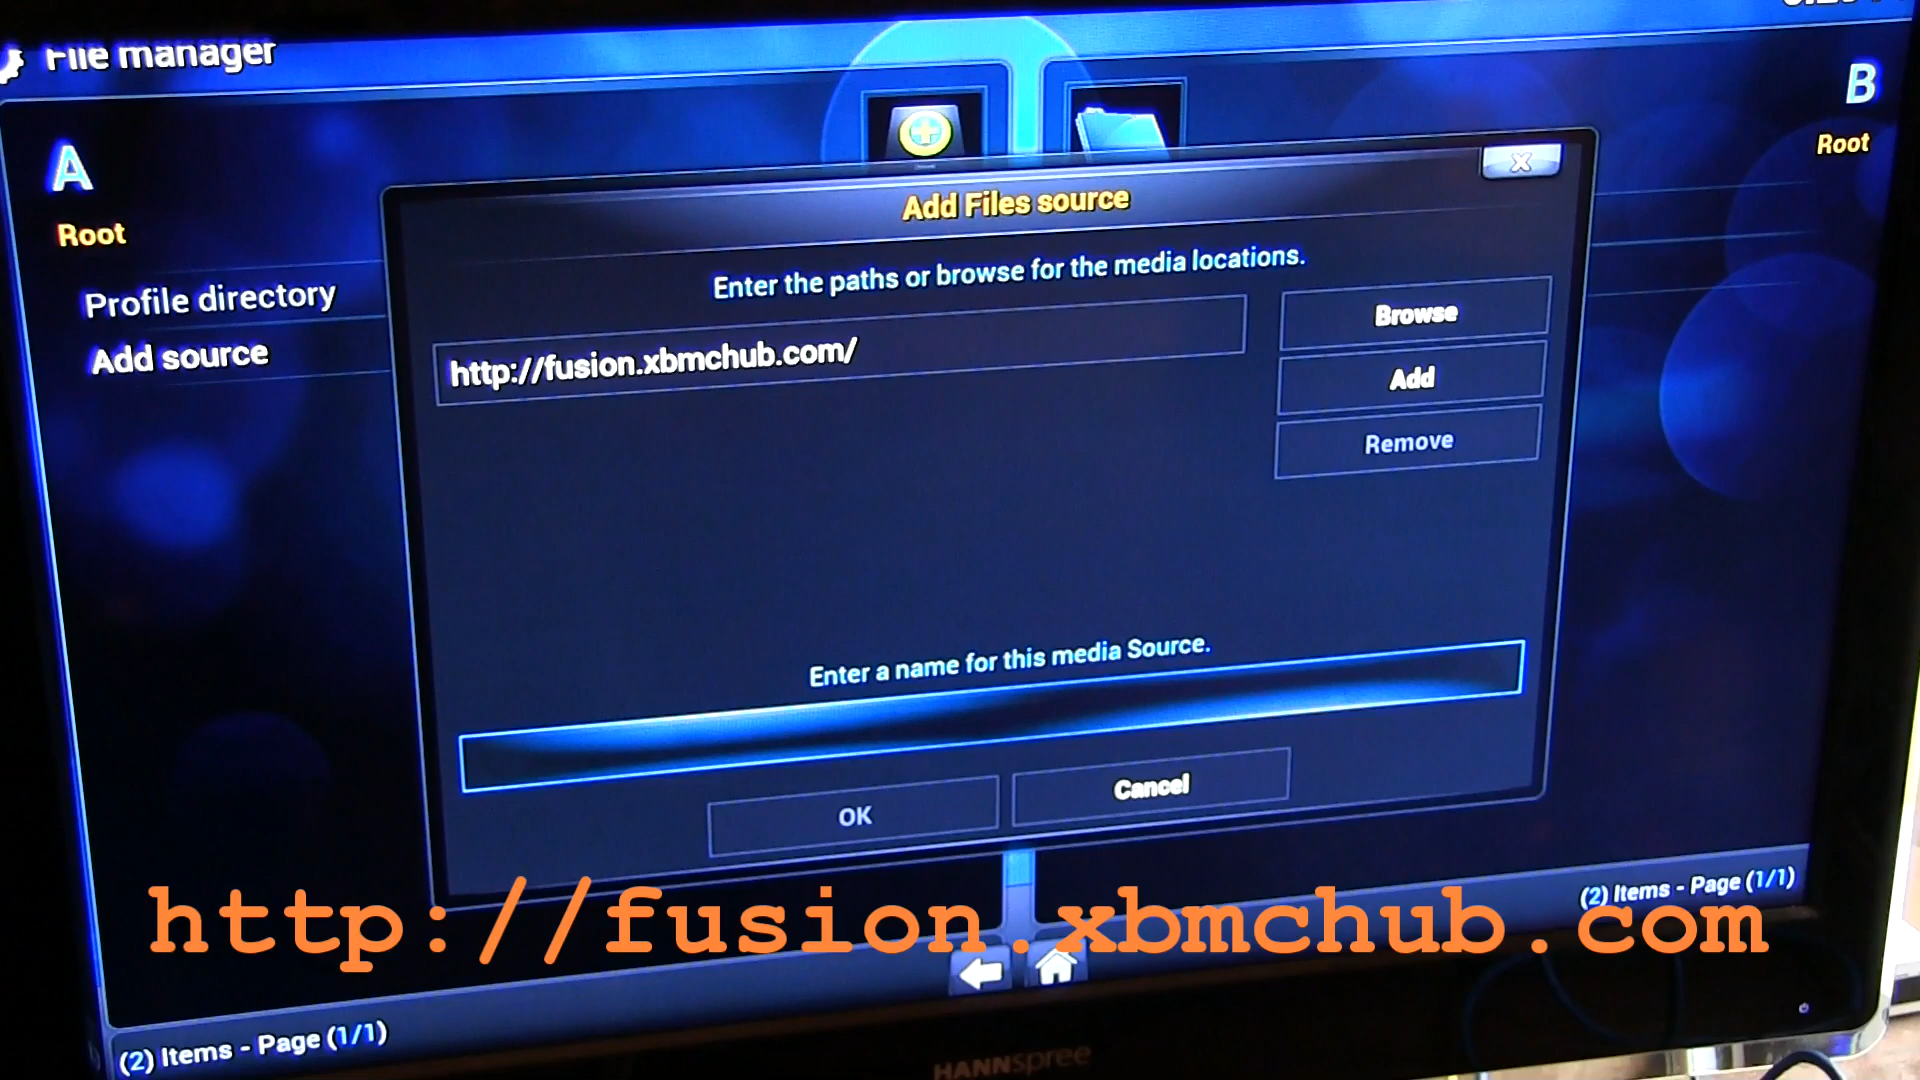 File manager
A
B
Root
Root
Profile directory
Add source
Add Files source
x
Enter the paths or browse for the media locations.
http://fusion.xbmchub.com/
Browse
Add
Remove
Enter a name for this media Source.
OK
Cancel
(2) Items - Page (1/1)
http://fusion.xbmchub.com
(2) Items - Page (1/1)
HANNspree